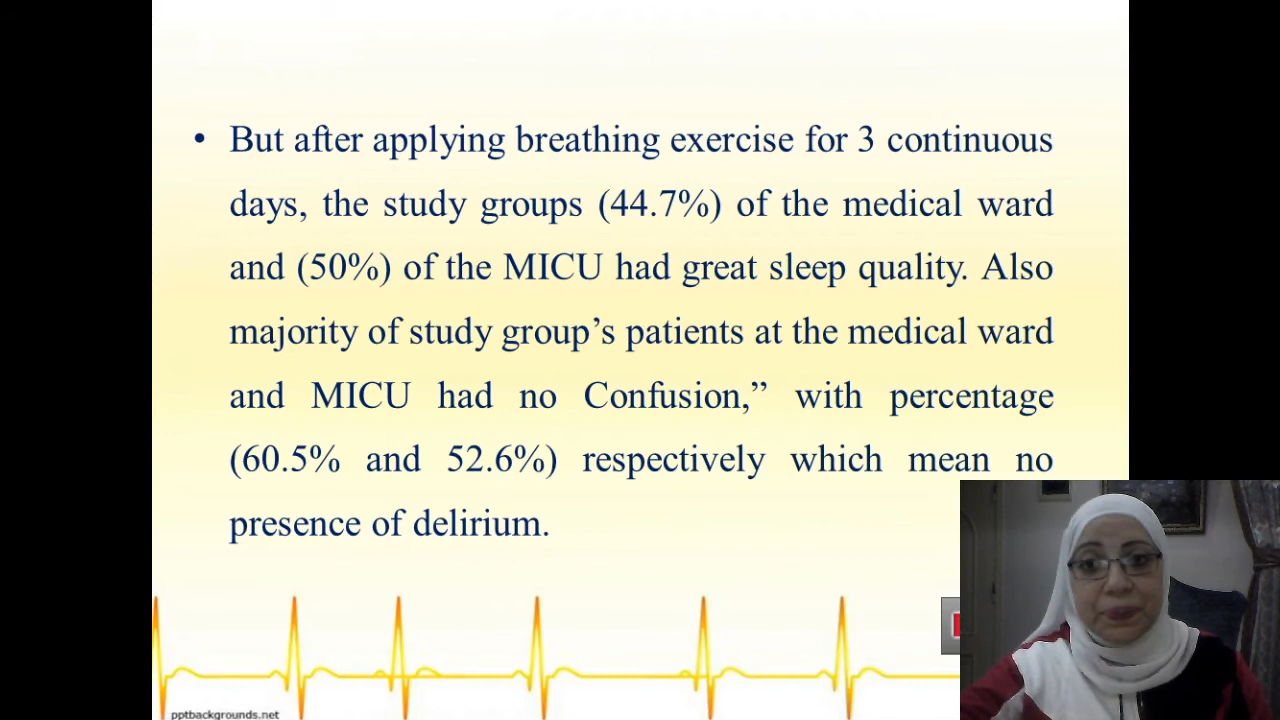 • But after applying breathing exercise for 3 continuous
days, the study groups (44.7%) of the medical ward
and (50%) of the MICU had great sleep quality. Also
majority of study group’s patients at the medical ward
and MICU had no Confusion,” with percentage
(60.5% and 52.6%) respectively which mean no
presence of delirium.
pptbackgrounds.net